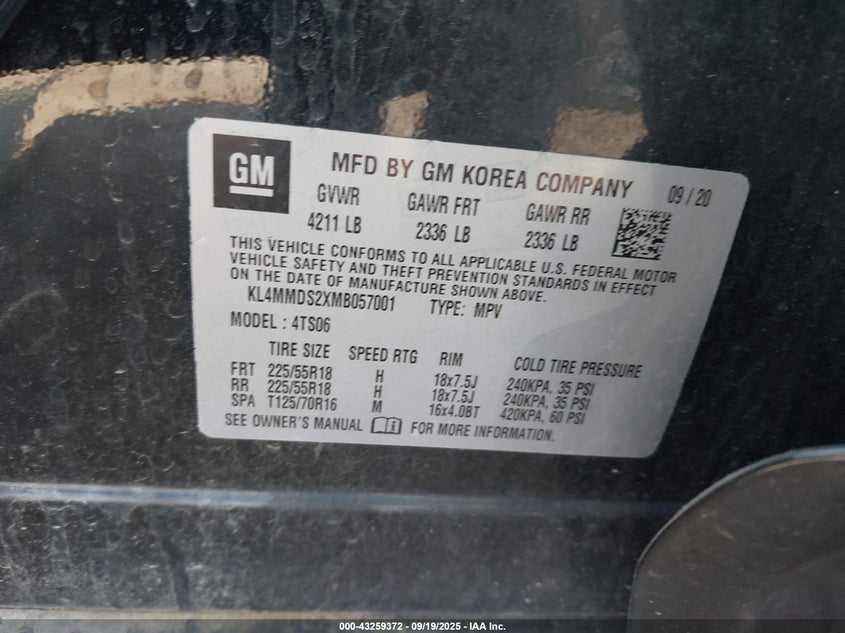 GM
MFD BY GM KOREA COMPANY 09 / 20
GVWR GAWR FRT GAWR RR
4211 LB 2336 LB 2336 LB
THIS VEHICLE CONFORMS TO ALL APPLICABLE U.S. FEDERAL MOTOR
VEHICLE SAFETY AND THEFT PREVENTION STANDARDS IN EFFECT
ON THE DATE OF MANUFACTURE SHOWN ABOVE.
KL4MMDS2XMB057001 TYPE: MPV
MODEL : 4TS06
TIRE SIZE SPEED RTG RIM COLD TIRE PRESSURE
FRT 225/55R18 H 18x7.5J 240KPA, 35 PSI
RR 225/55R18 H 18x7.5J 240KPA, 35 PSI
SPA T125/70R16 M 16x4.0BT 420KPA, 60 PSI
SEE OWNER'S MANUAL i FOR MORE INFORMATION.
000-43259372 - 09/19/2025 - IAA Inc.